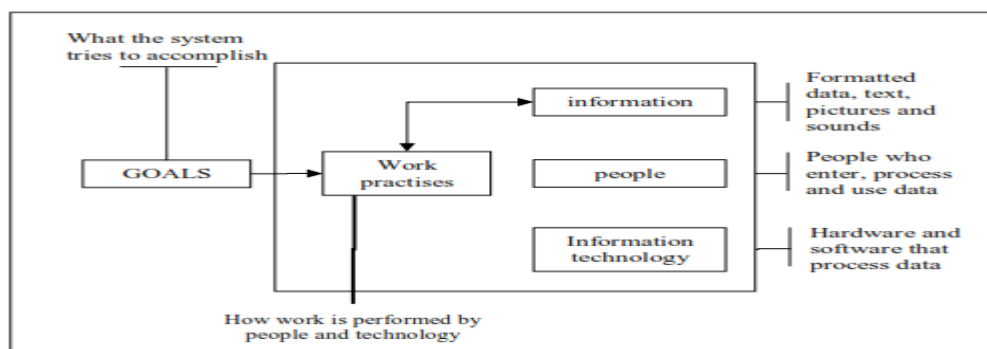 What the system
tries to accomplish
information
Formatted
data, text,
pictures and
sounds
GOALS
Work
practises
people
People who
enter, process
and use data
Information
technology
Hardware and
software that
process data
How work is performed by
people and technology